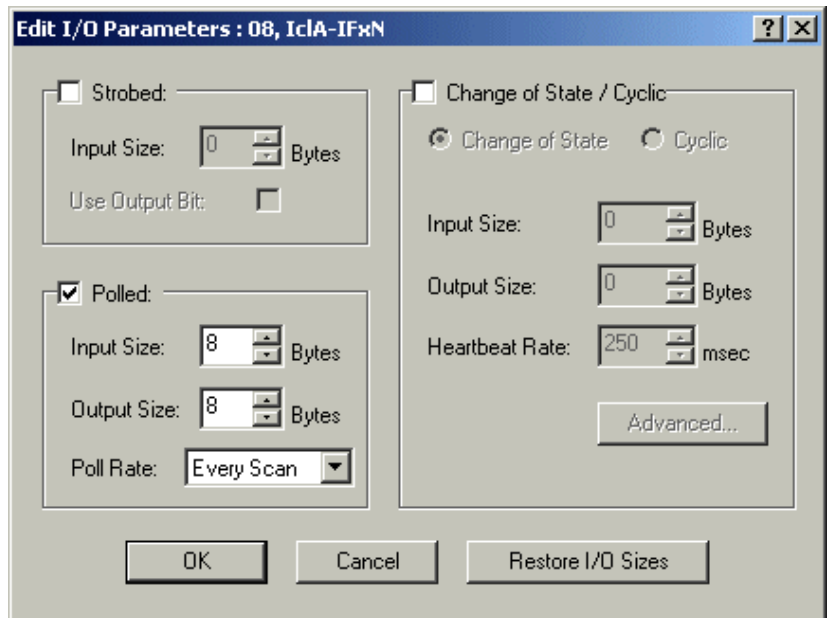 Edit I/O Parameters : 08, IclA-IFxN
Strobed:
Input Size: 0 Bytes
Use Output Bit:
Polled:
Input Size: 8 Bytes
Output Size: 8 Bytes
Poll Rate: Every Scan
Change of State / Cyclic
Change of State Cyclic
Input Size: 0 Bytes
Output Size: 0 Bytes
Heartbeat Rate: 250 msec
Advanced...
OK Cancel Restore I/O Sizes